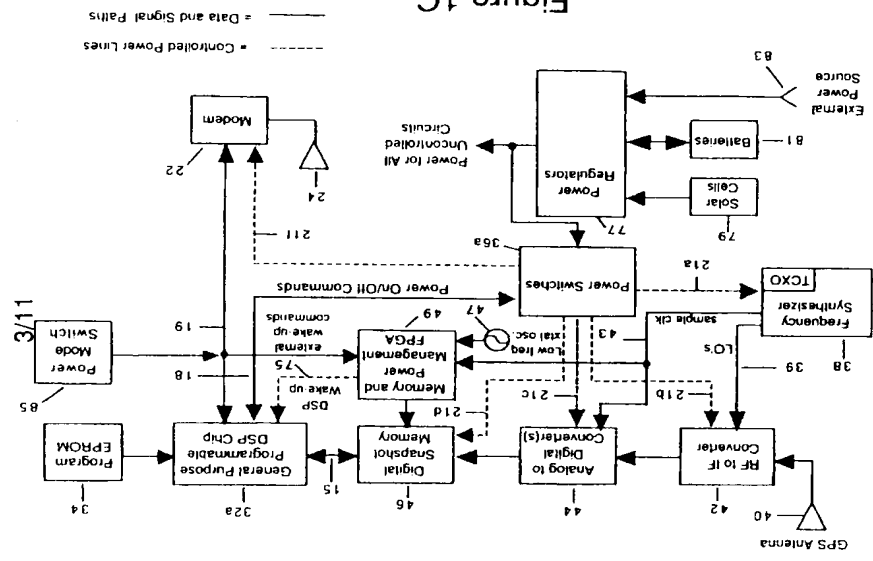 GPS Antenna
40
42
44
46
15
32a
34
RF to IF
Converter
Analog to
Digital
Converter(s)
Digital
Snapshot
Memory
General Purpose
Programmable
DSP Chip
Program
EPROM
39
LO's
21b
21c
21d
DSP
Wake-up
75
18
85
38
Frequency
Synthesizer
TCXO
sample clk
43
Low freq
xtal osc.
47
Memory and
Power
Management
FPGA
49
external
wake-up
commands
19
Power
Mode
Switch
3/11
21a
Power Switches
36a
Power On/Off Commands
21f
79
Solar
Cells
77
Power
Regulators
81
Batteries
External
Power
Source
83
Power for All
Uncontrolled
Circuits
24
22
Modem
= Controlled Power Lines
= Data and Signal Paths
Figure 1C